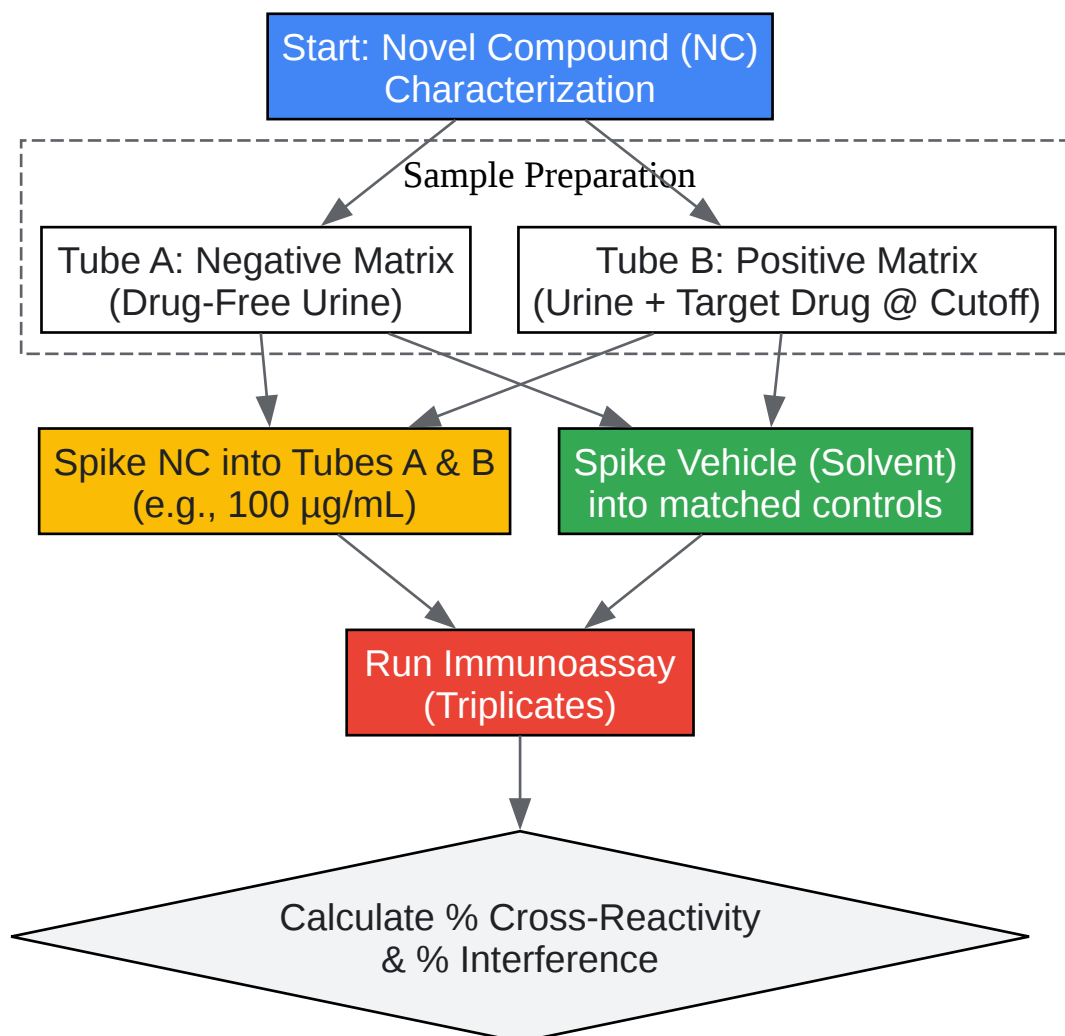 Start: Novel Compound (NC)
Characterization
Sample Preparation
Tube A: Negative Matrix
(Drug-Free Urine)
Tube B: Positive Matrix
(Urine + Target Drug @ Cutoff)
Spike NC into Tubes A & B
(e.g., 100 µg/mL)
Spike Vehicle (Solvent)
into matched controls
Run Immunoassay
(Triplicates)
Calculate % Cross-Reactivity
& % Interference